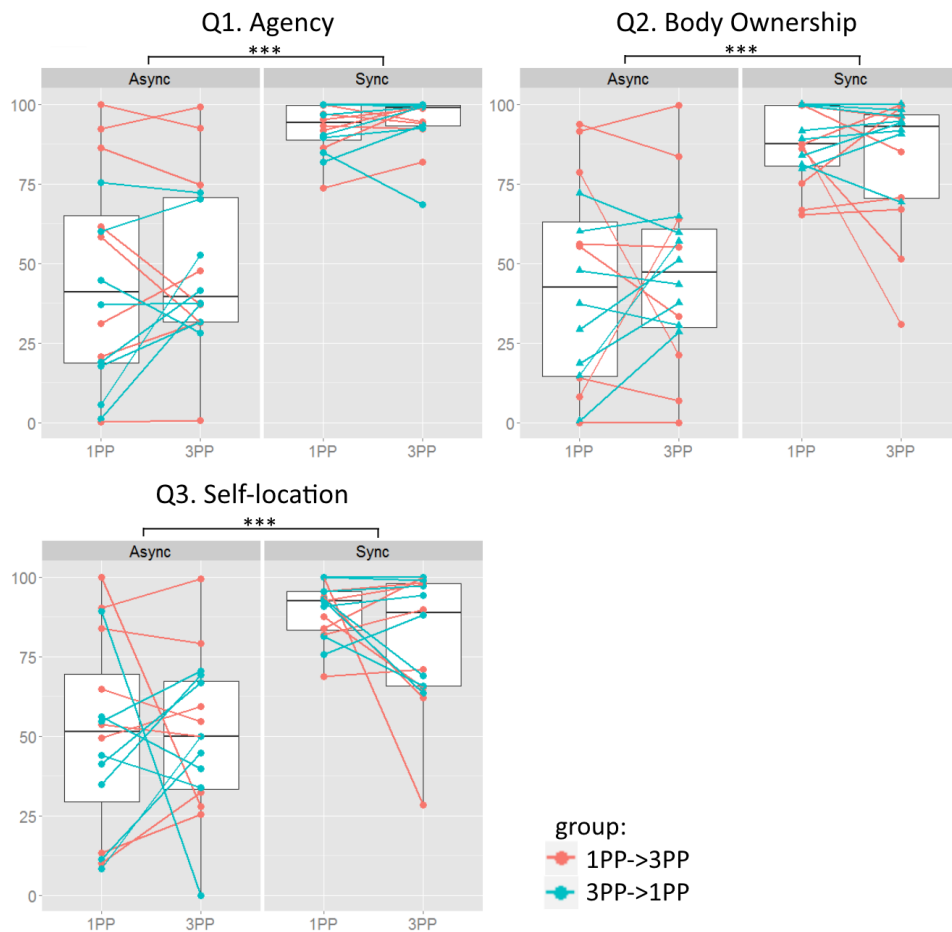 Q1. Agency
***
Async
Sync
100
75
50
25
0
1PP
3PP
1PP
3PP
Q2. Body Ownership
***
Async
Sync
100
75
50
25
0
1PP
3PP
1PP
3PP
Q3. Self-location
***
Async
Sync
100
75
50
25
0
1PP
3PP
1PP
3PP
group:
1PP->3PP
3PP->1PP